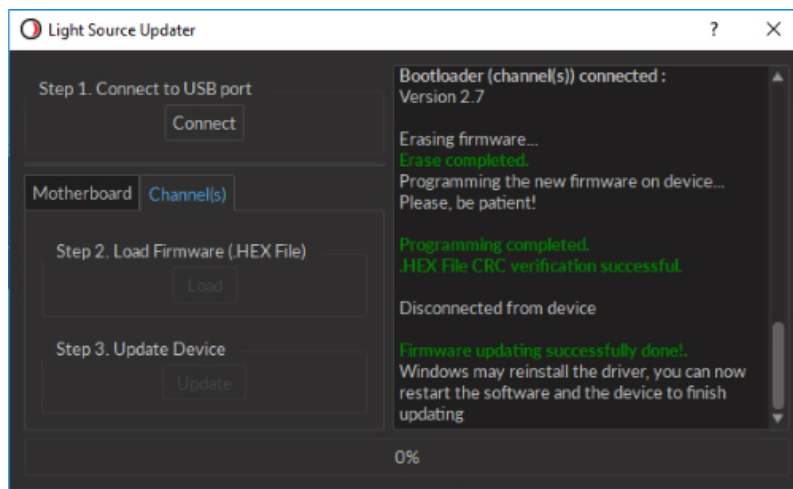 Light Source Updater
Step 1. Connect to USB port
Connect
Motherboard
Channel(s)
Step 2. Load Firmware (.HEX File)
Load
Step 3. Update Device
Update
Bootloader (channel(s)) connected :
Version 2.7
Erasing firmware...
Erase completed.
Programming the new firmware on device...
Please, be patient!
Programming completed.
.HEX File CRC verification successful.
Disconnected from device
Firmware updating successfully done!.
Windows may reinstall the driver, you can now
restart the software and the device to finish
updating
0%